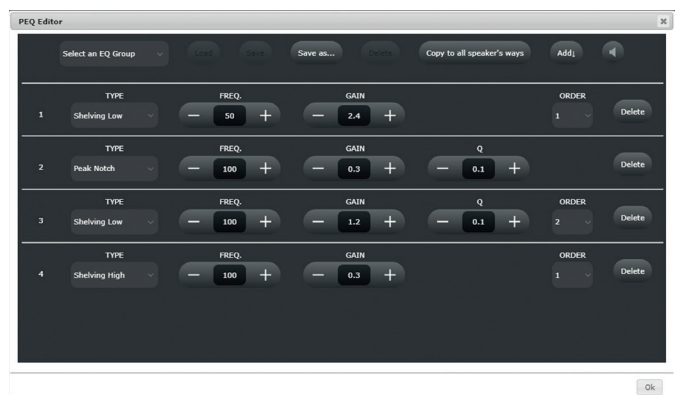 PEQ Editor
Select an EQ Group Load Save Save as... Delete Copy to all speaker's ways Add↓
TYPE FREQ. GAIN ORDER
1 Shelving Low — 50 + — 2.4 + 1 Delete
TYPE FREQ. GAIN Q
2 Peak Notch — 100 + — 0.3 + — 0.1 + Delete
TYPE FREQ. GAIN Q ORDER
3 Shelving Low — 100 + — 1.2 + — 0.1 + 2 Delete
TYPE FREQ. GAIN ORDER
4 Shelving High — 100 + — 0.3 + 1 Delete
Ok